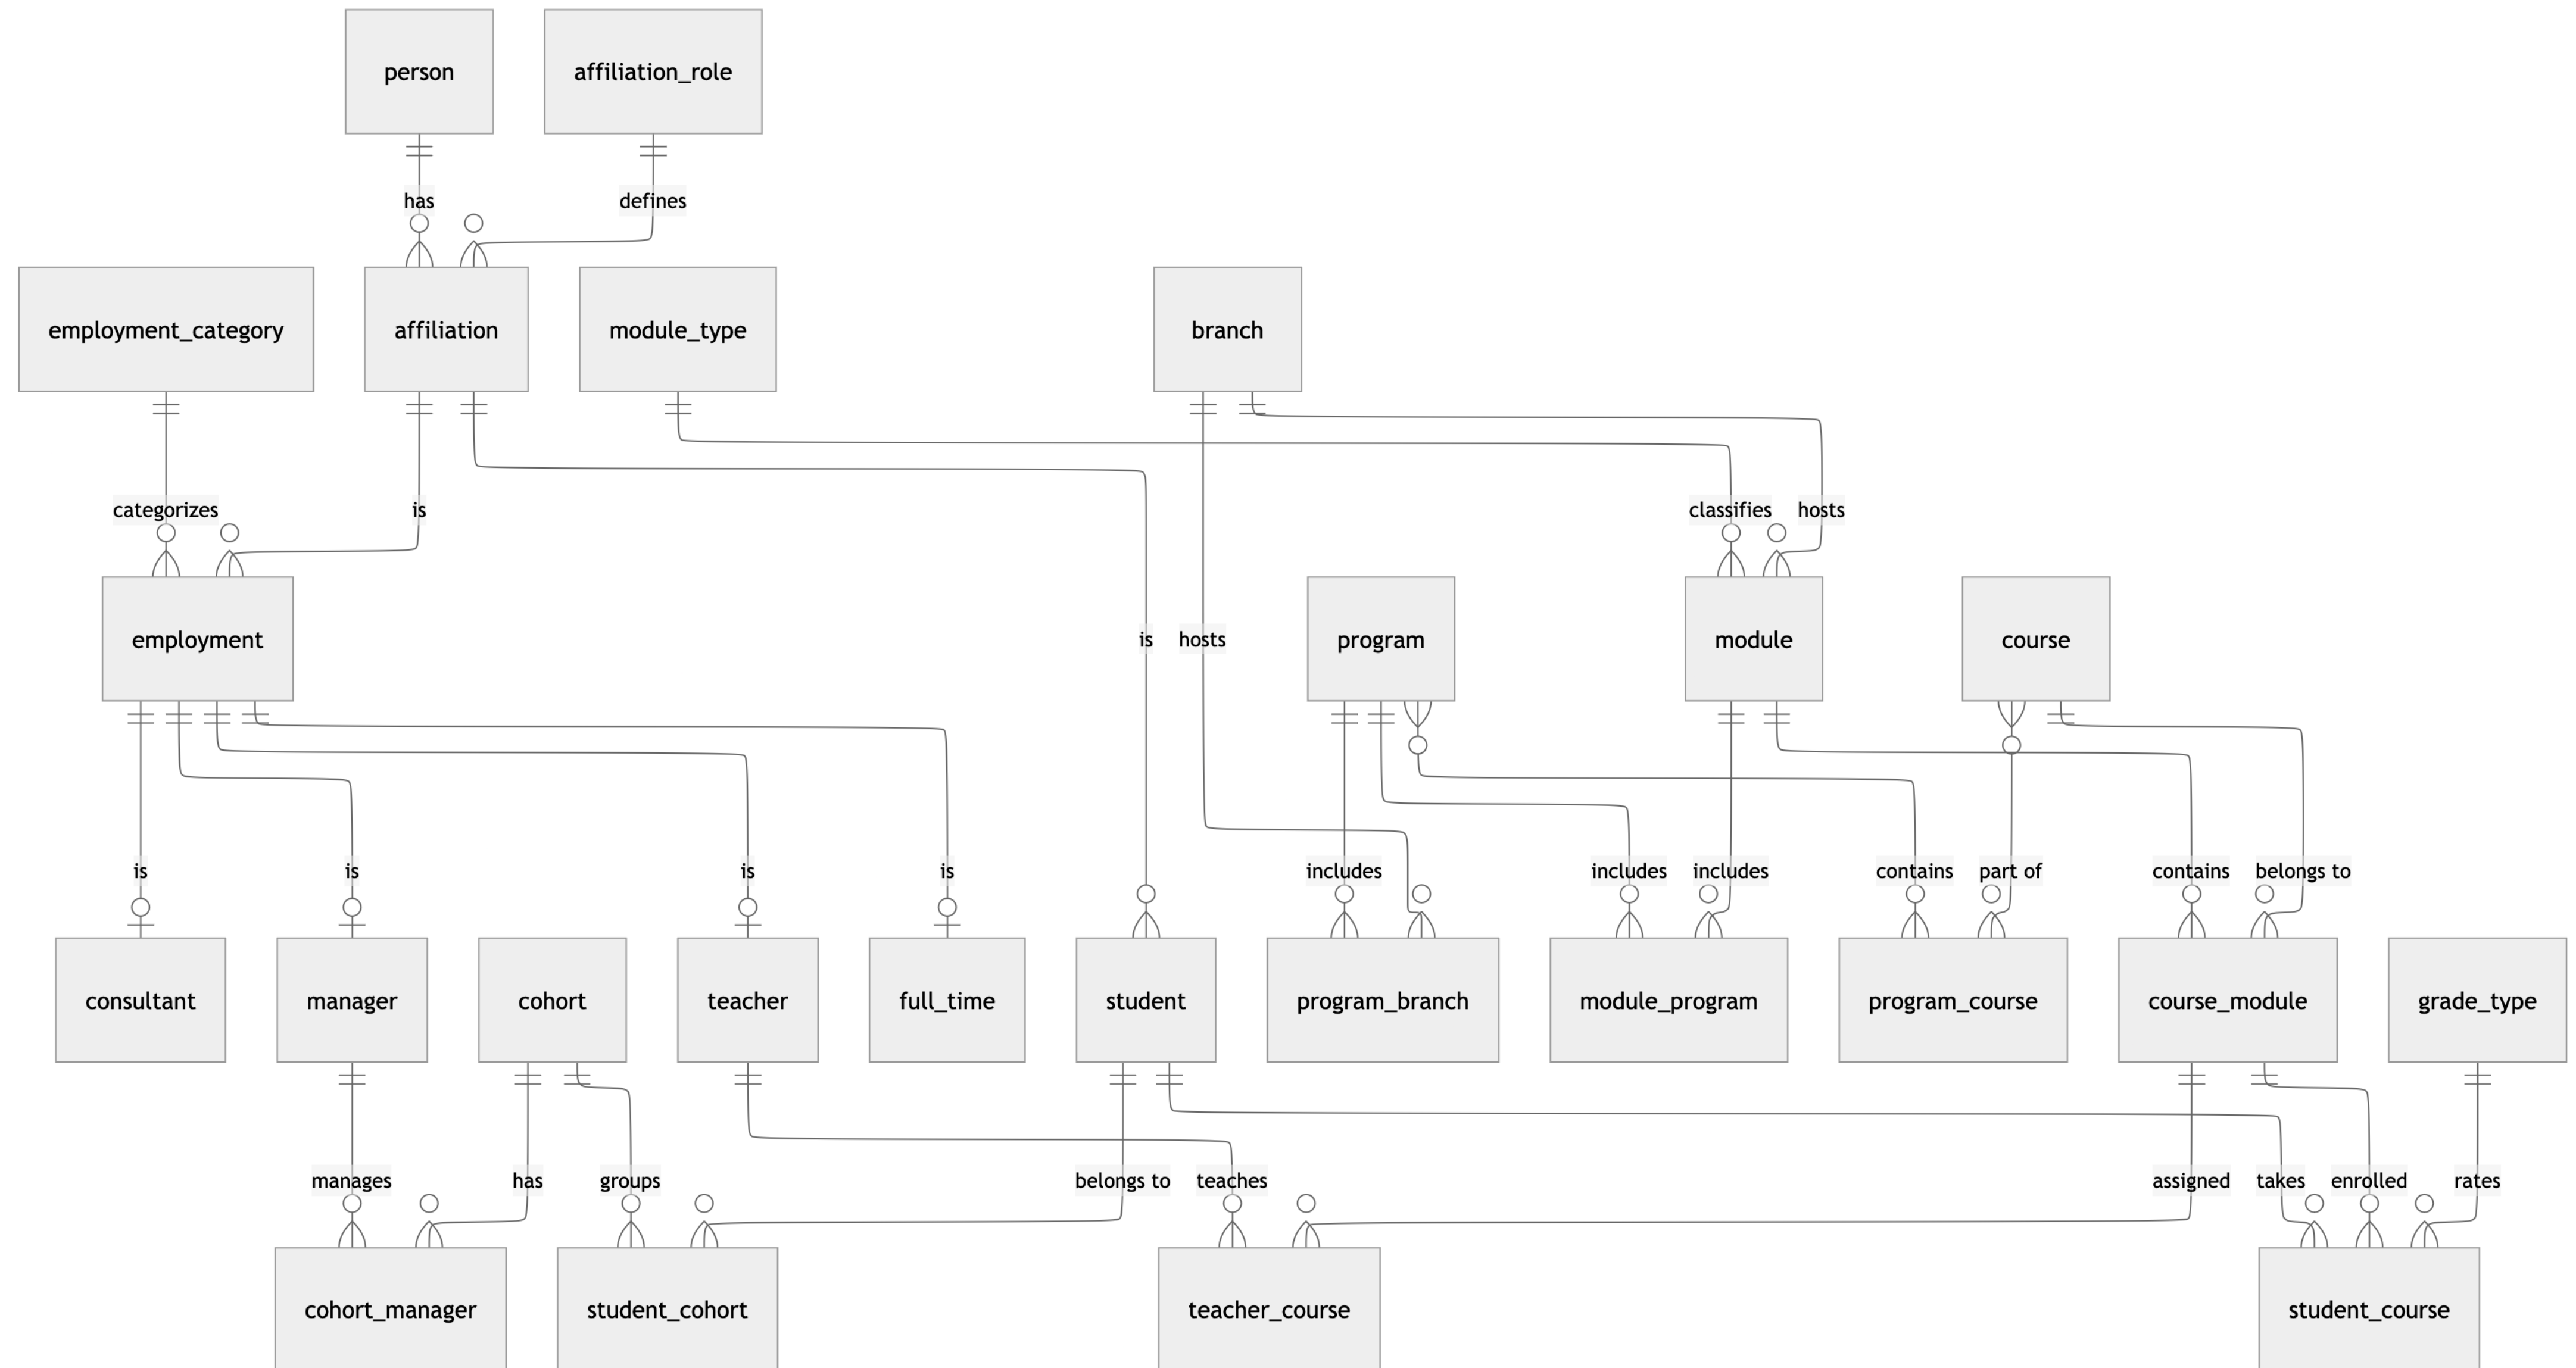 person
affiliation_role
has
defines
employment_category
affiliation
module_type
branch
categorizes
is
classifies
hosts
employment
is
hosts
program
module
course
is
is
is
is
includes
includes
includes
contains
part of
contains
belongs to
consultant
manager
cohort
teacher
full_time
student
program_branch
module_program
program_course
course_module
grade_type
manages
has
groups
belongs to
teaches
assigned
takes
enrolled
rates
cohort_manager
student_cohort
teacher_course
student_course